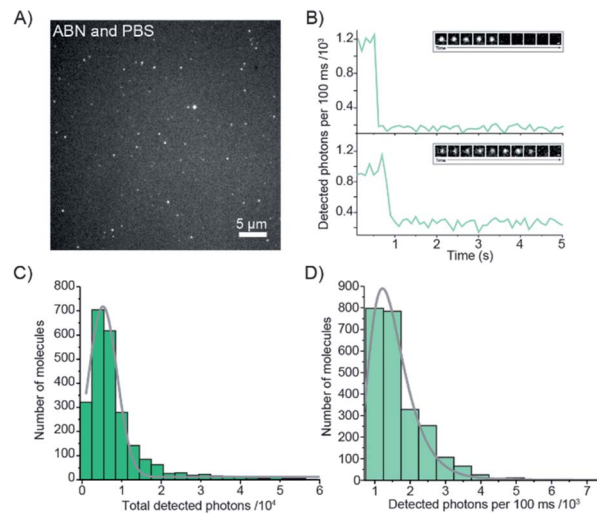 A)
ABN and PBS
5 μm
B)
Detected photons per 100 ms /10³
1.2
0.8
0.4
Time
1.2
0.8
0.4
Time
1 2 3 4 5
Time (s)
C)
Number of molecules
800
700
600
500
400
300
200
100
0
0 1 2 3 4 5 6
Total detected photons /10⁴
D)
Number of molecules
900
800
700
600
500
400
300
200
100
0
1 2 3 4 5 6 7
Detected photons per 100 ms /10³